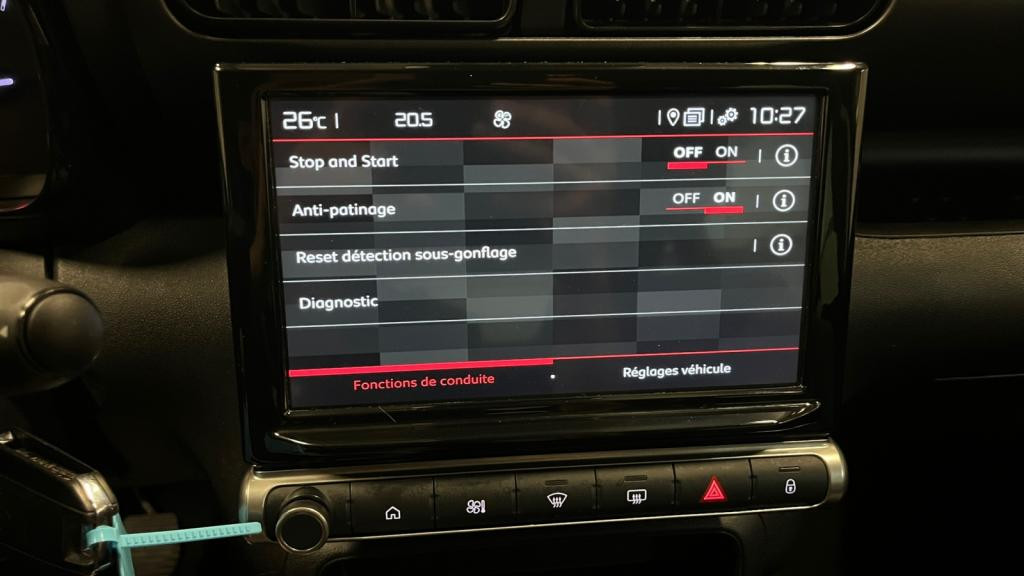 26°C 20.5 10:27
Stop and Start OFF ON
Anti-patinage OFF ON
Reset détection sous-gonflage
Diagnostic
Fonctions de conduite Réglages véhicule